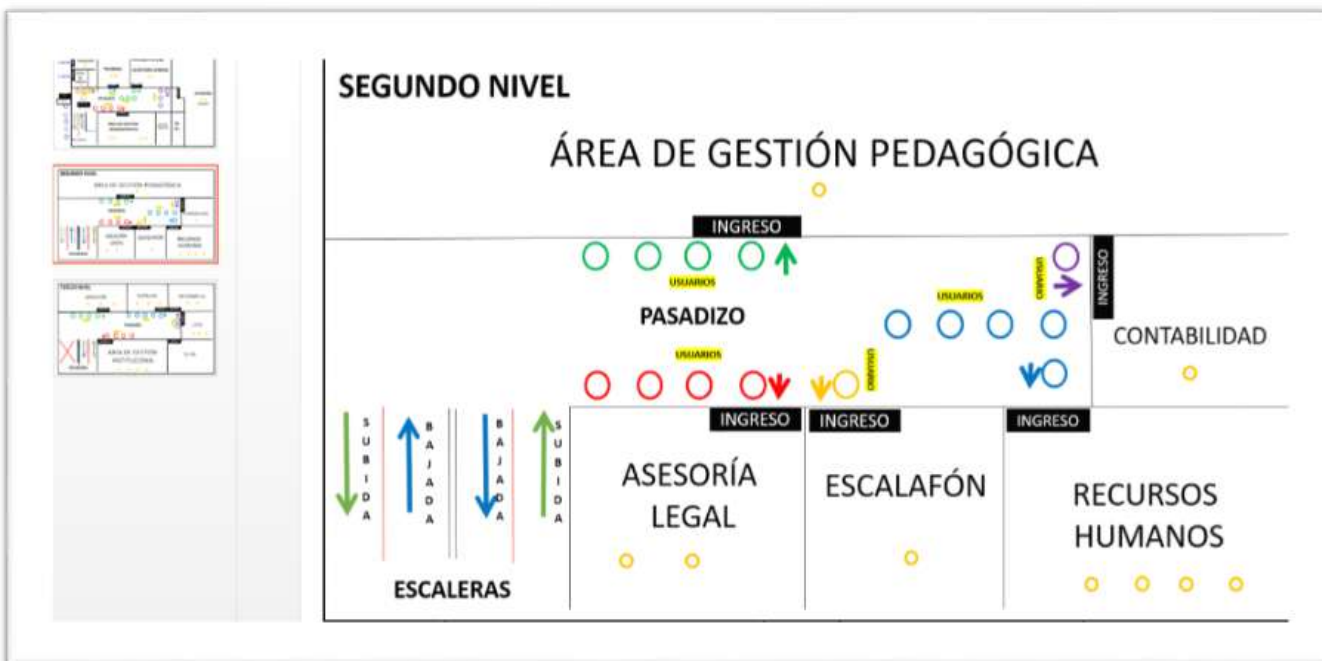 SEGUNDO NIVEL
ÁREA DE GESTIÓN PEDAGÓGICA
INGRESO
USUARIOS
PASADIZO
USUARIOS
USUARIO
USUARIOS
USUARIO
INGRESO
CONTABILIDAD
INGRESO
INGRESO
INGRESO
SUBIDA
BAJADA
BAJADA
SUBIDA
ESCALERAS
ASESORÍA
LEGAL
ESCALAFÓN
RECURSOS
HUMANOS